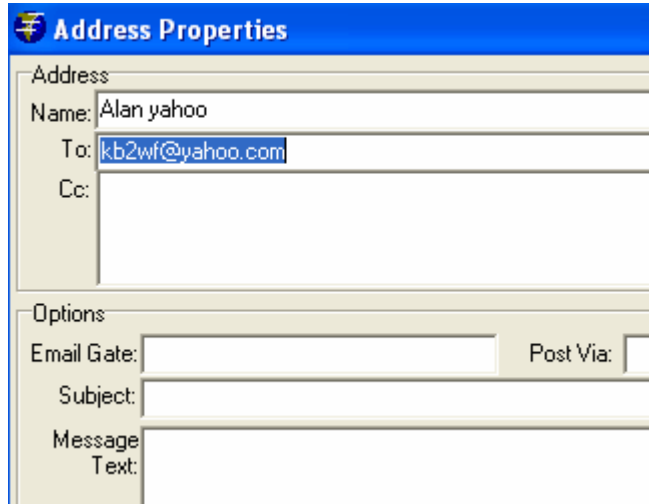 Address Properties
Address
Name: Alan yahoo
To: kb2wf@yahoo.com
Cc:
Options
Email Gate: Post Via:
Subject:
Message
Text: